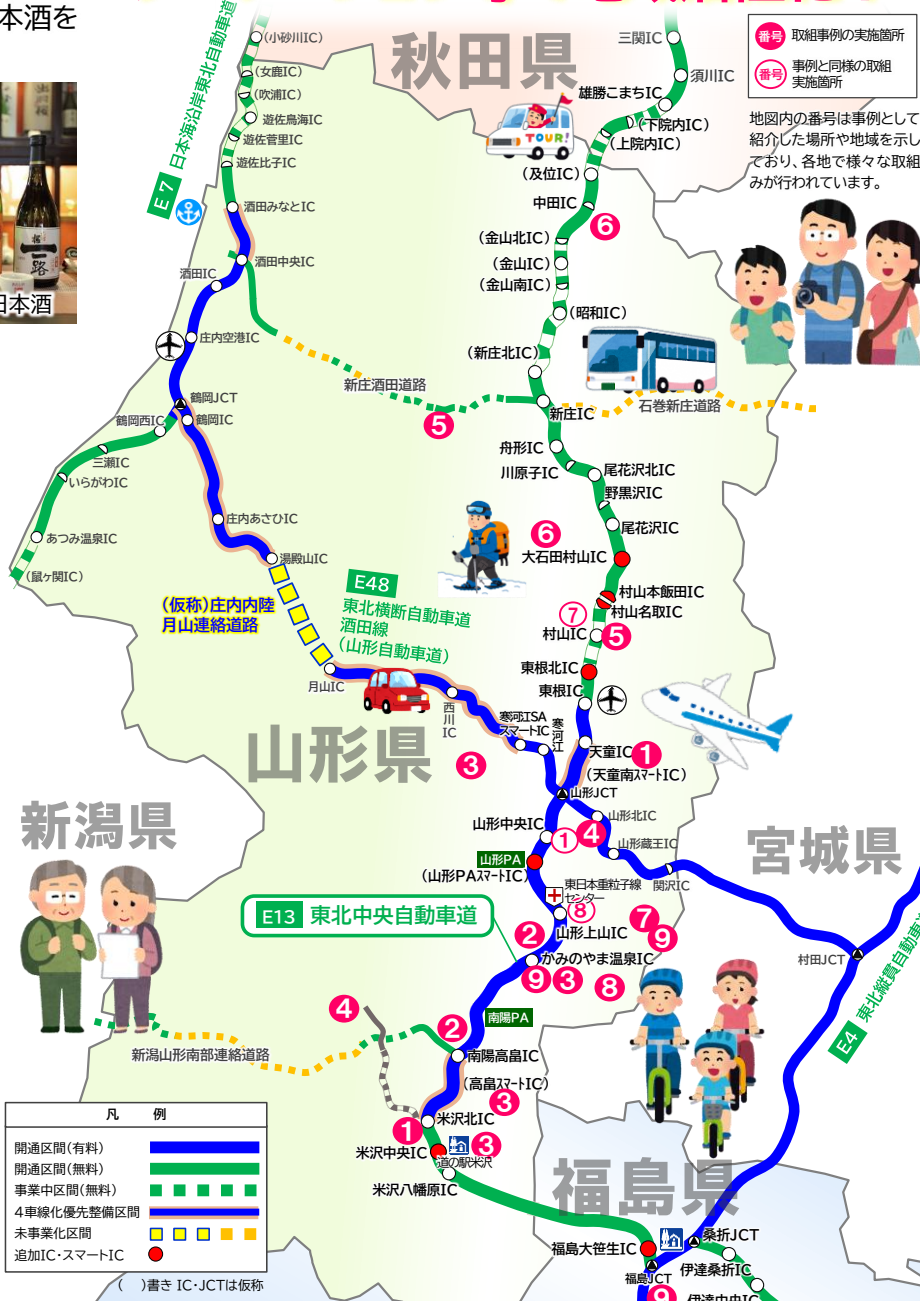 本酒を
日本酒
一路
E7 日本海沿岸東北自動車道
(小砂川IC)
(女鹿IC)
(吹浦IC)
遊佐鳥海IC
遊佐菅里IC
遊佐比子IC
酒田みなとIC
酒田中央IC
酒田IC
庄内空港IC
鶴岡JCT
鶴岡西IC
鶴岡IC
三瀬IC
いらがわIC
あつみ温泉IC
(鼠ヶ関IC)
庄内あさひIC
湯殿山IC
(仮称)庄内内陸
月山連絡道路
E48
東北横断自動車道
酒田線
(山形自動車道)
月山IC
西川IC
寒河江SA
スマートIC
寒河江
秋田県
三関IC
須川IC
雄勝こまちIC
(下院内IC)
(上院内IC)
TOUR!
(及位IC)
中田IC
6
(金山北IC)
(金山IC)
(金山南IC)
(昭和IC)
(新庄北IC)
新庄酒田道路
5
新庄IC
石巻新庄道路
舟形IC
川原子IC
尾花沢北IC
野黒沢IC
尾花沢IC
6
大石田村山IC
村山本飯田IC
村山名取IC
7
村山IC
5
東根北IC
東根IC
天童IC
1
(天童南スマートIC)
山形JCT
山形県
3
新潟県
宮城県
山形中央IC
1
4
山形北IC
山形蔵王IC
関沢IC
山形PA
(山形PAスマートIC)
東日本重粒子線
センター
8
山形上山IC
7
9
2
かみのやま温泉IC
9
3
8
E13 東北中央自動車道
村田JCT
E4 東北縦貫自動車道
南陽PA
4
2
新潟山形南部連絡道路
南陽高畠IC
(高畠スマートIC)
3
米沢北IC
1
米沢中央IC
3
道の駅米沢
米沢八幡原IC
福島県
福島大笹生IC
桑折JCT
福島JCT
伊達桑折IC
伊達中央IC
9
番号 取組事例の実施箇所
番号 事例と同様の取組
実施箇所
地図内の番号は事例として
紹介した場所や地域を示し
ており、各地で様々な取組
みが行われています。
凡 例
開通区間(有料)
開通区間(無料)
事業中区間(無料)
4車線化優先整備区間
未事業化区間
追加IC・スマートIC
( )書き IC・JCTは仮称